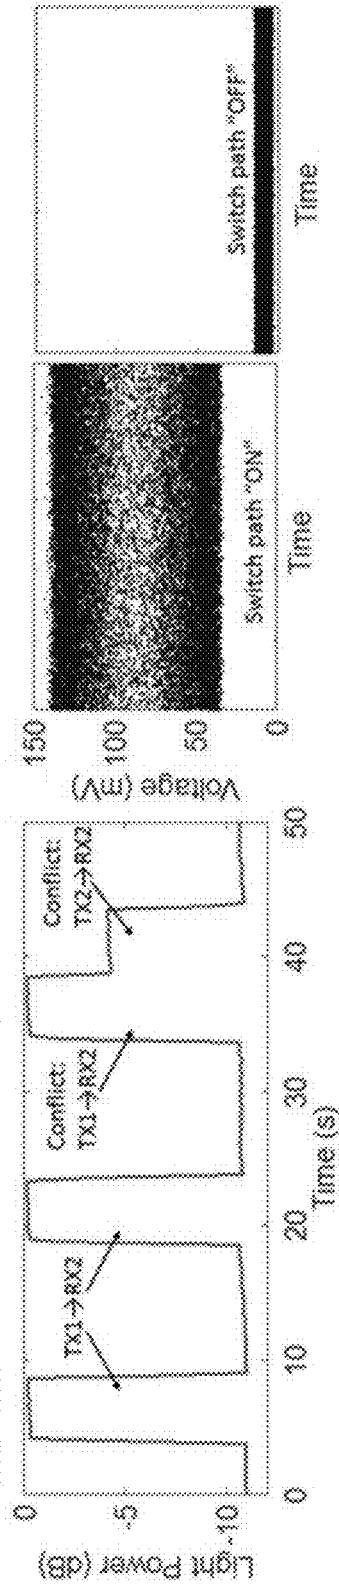 Light Power (dB)
0
-5
-10
TX1→RX2
Conflict:
TX1→RX2
Conflict:
TX2→RX2
0
10
20
30
40
50
Time (s)
Voltage (mV)
150
100
50
0
Switch path "ON"
Time
Switch path "OFF"
Time